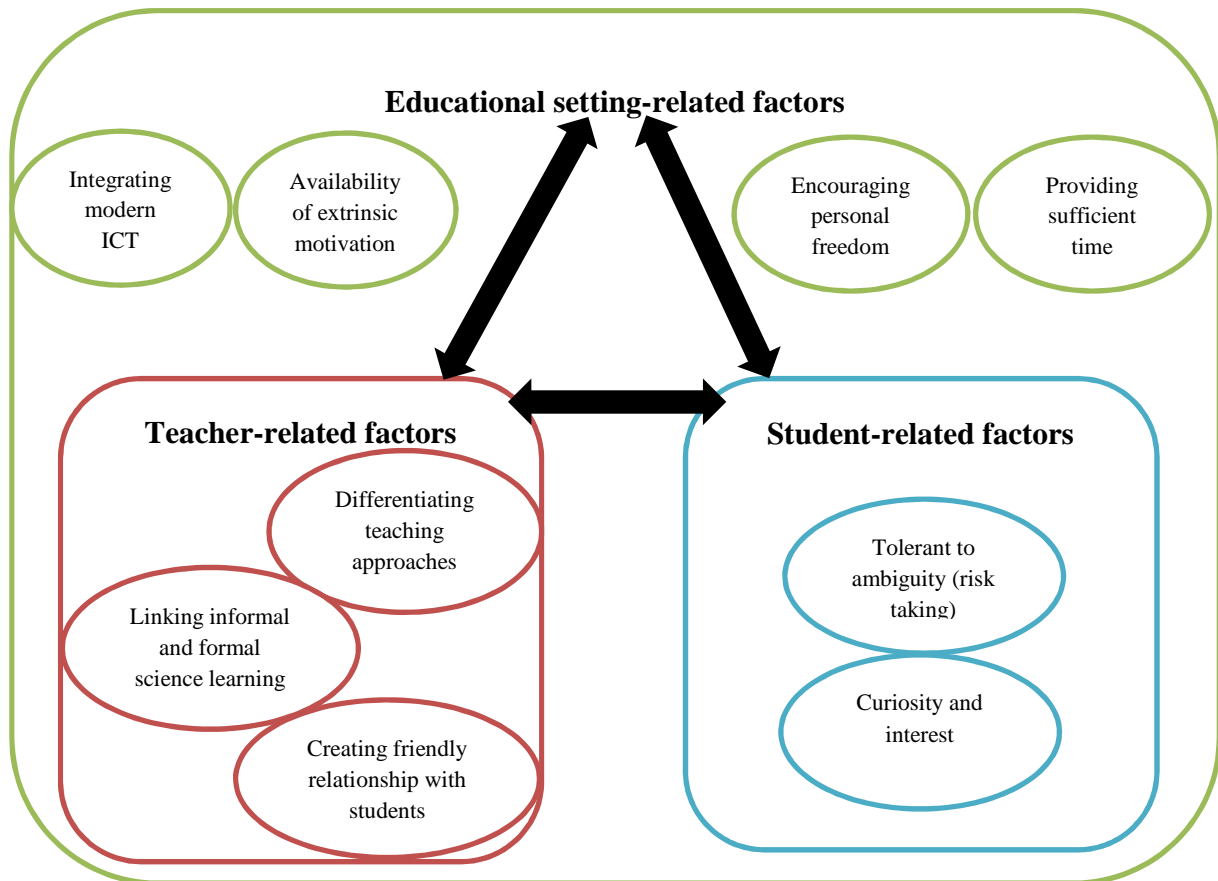 Educational setting-related factors
Integrating
modern
ICT
Availability
of extrinsic
motivation
Encouraging
personal
freedom
Providing
sufficient
time
Teacher-related factors
Differentiating
teaching
approaches
Linking informal
and formal
science learning
Creating friendly
relationship with
students
Student-related factors
Tolerant to
ambiguity (risk
taking)
Curiosity and
interest